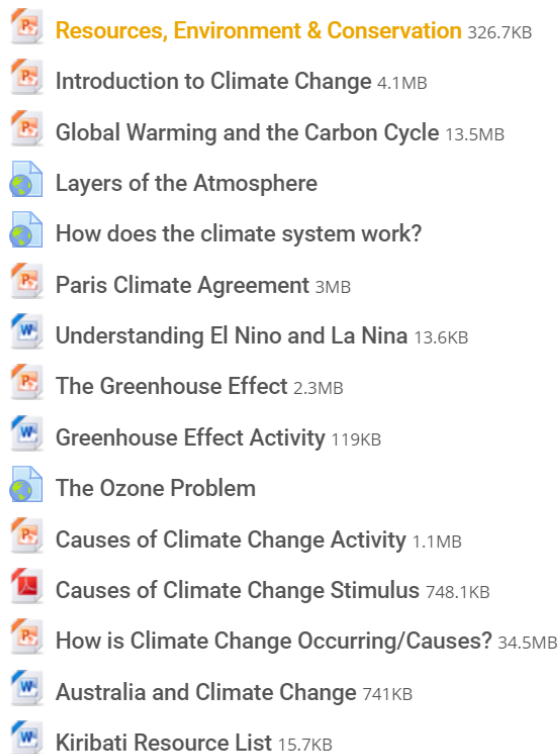 Resources, Environment & Conservation 326.7KB
Introduction to Climate Change 4.1MB
Global Warming and the Carbon Cycle 13.5MB
Layers of the Atmosphere
How does the climate system work?
Paris Climate Agreement 3MB
Understanding El Nino and La Nina 13.6KB
The Greenhouse Effect 2.3MB
Greenhouse Effect Activity 119KB
The Ozone Problem
Causes of Climate Change Activity 1.1MB
Causes of Climate Change Stimulus 748.1KB
How is Climate Change Occurring/Causes? 34.5MB
Australia and Climate Change 741KB
Kiribati Resource List 15.7KB